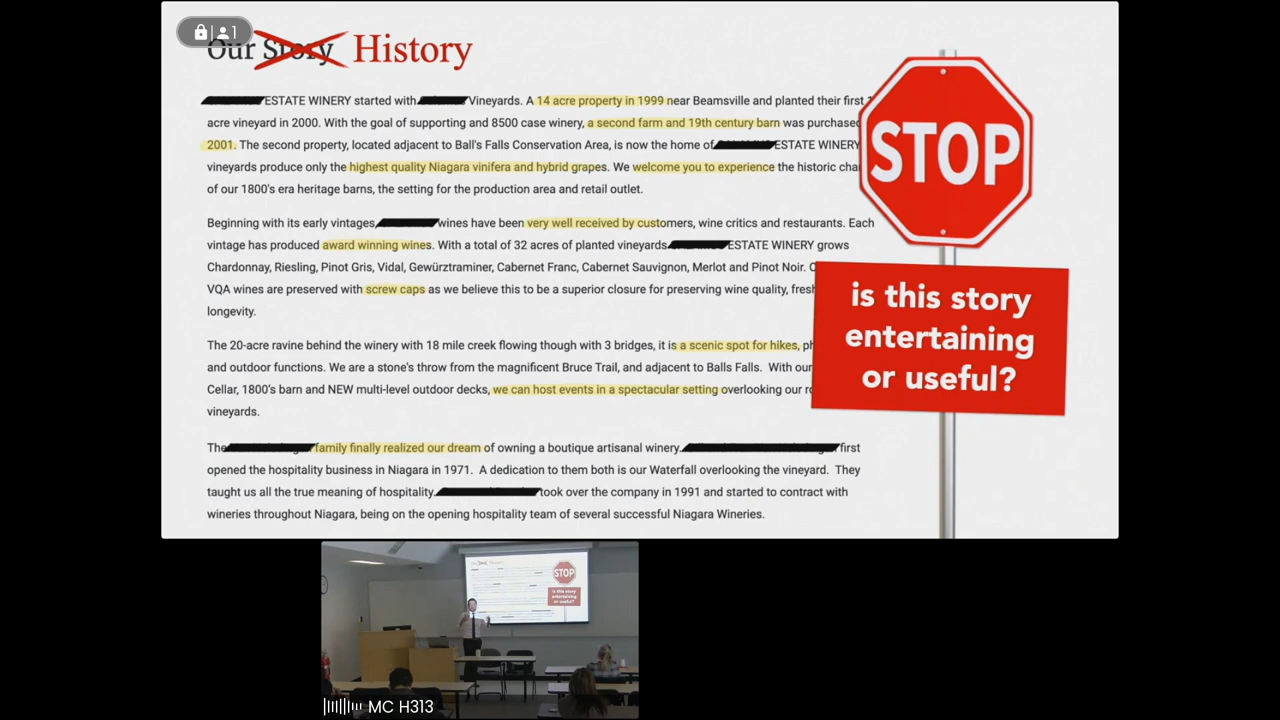 1
Our Story History
ESTATE WINERY started with Vineyards. A 14 acre property in 1999 near Beamsville and planted their first
acre vineyard in 2000. With the goal of supporting and 8500 case winery, a second farm and 19th century barn was purchased
2001. The second property, located adjacent to Ball's Falls Conservation Area, is now the home of ESTATE WINERY
vineyards produce only the highest quality Niagara vinifera and hybrid grapes. We welcome you to experience the historic
of our 1800's era heritage barns, the setting for the production area and retail outlet.
Beginning with its early vintages, wines have been very well received by customers, wine critics and restaurants. Each
vintage has produced award winning wines. With a total of 32 acres of planted vineyards ESTATE WINERY grows
Chardonnay, Riesling, Pinot Gris, Vidal, Gewürztraminer, Cabernet Franc, Cabernet Sauvignon, Merlot and Pinot Noir.
VQA wines are preserved with screw caps as we believe this to be a superior closure for preserving wine quality,
longevity.
The 20-acre ravine behind the winery with 18 mile creek flowing though with 3 bridges, it is a scenic spot for hikes,
and outdoor functions. We are a stone's throw from the magnificent Bruce Trail, and adjacent to Balls Falls. With our
Cellar, 1800's barn and NEW multi-level outdoor decks, we can host events in a spectacular setting overlooking our
vineyards.
The family finally realized our dream of owning a boutique artisanal winery. first
opened the hospitality business in Niagara in 1971. A dedication to them both is our Waterfall overlooking the vineyard. They
taught us all the true meaning of hospitality. took over the company in 1991 and started to contract with
wineries throughout Niagara, being on the opening hospitality team of several successful Niagara Wineries.
STOP
is this story
entertaining
or useful?
STOP
is this story
entertaining
or useful?
MC H313